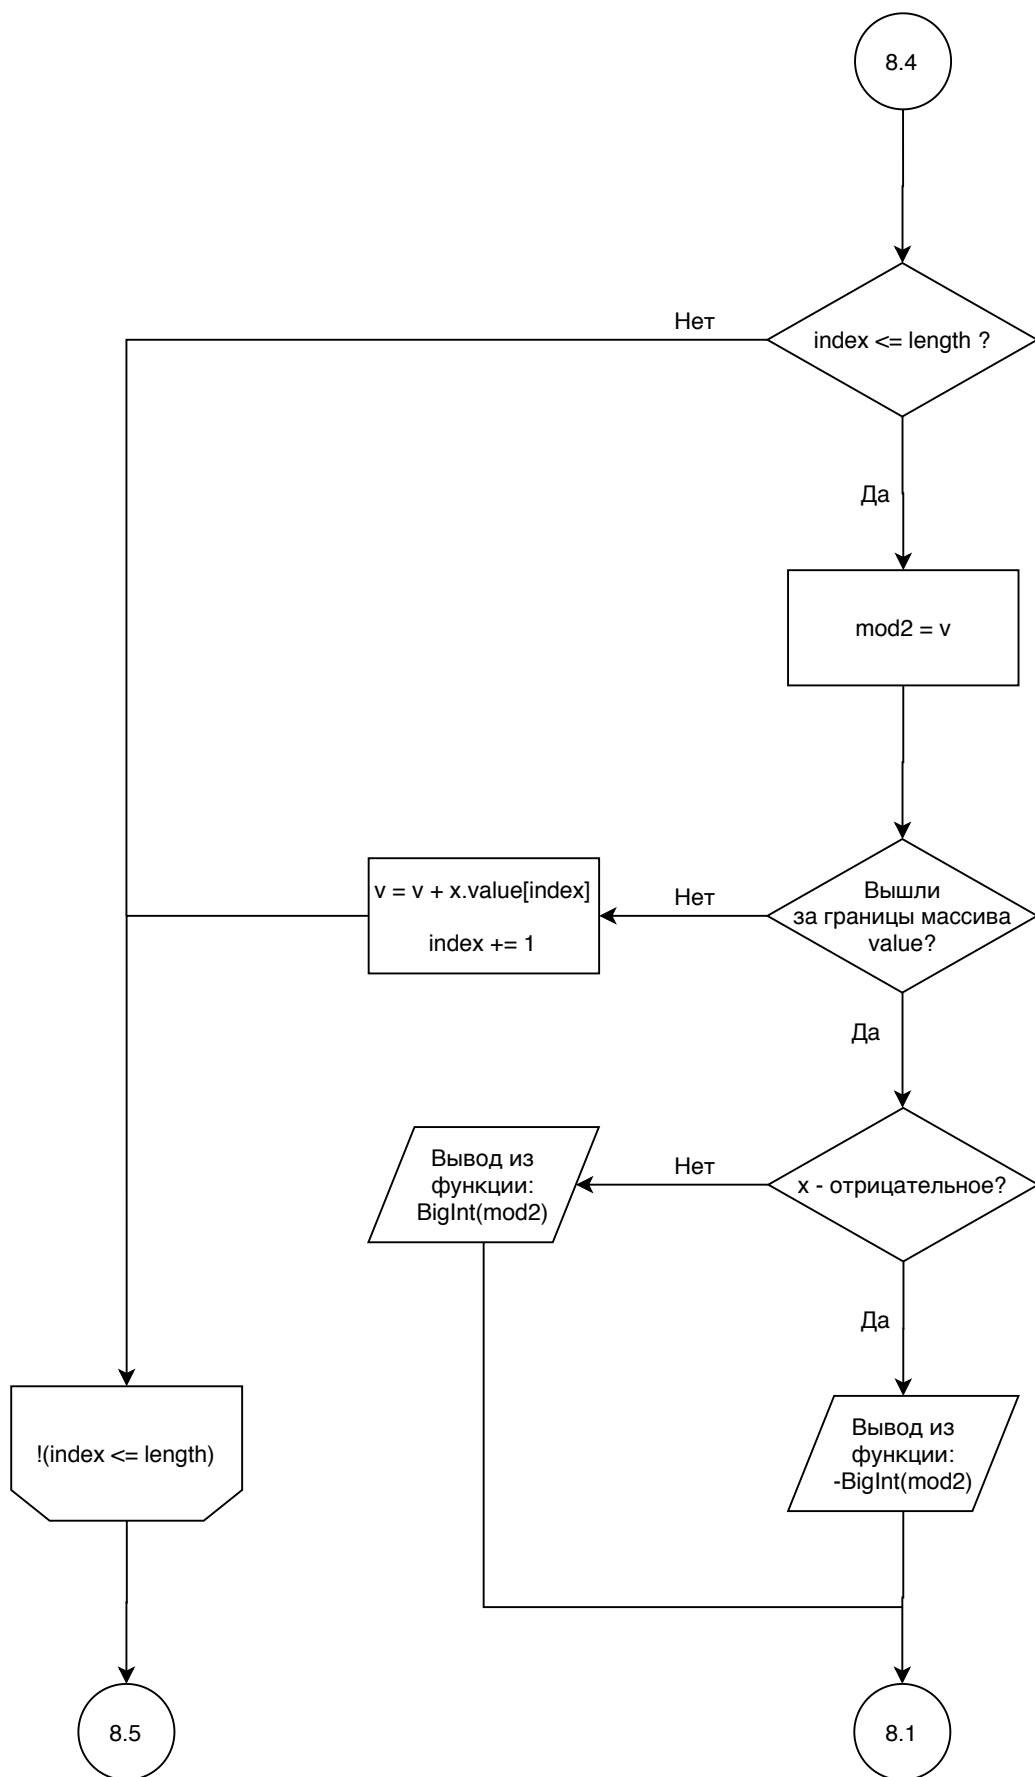 8.4
Нет
index <= length ?
Да
mod2 = v
v = v + x.value[index]
index += 1
Нет
Вышли
за границы массива
value?
Да
Вывод из
функции:
BigInt(mod2)
Нет
x - отрицательное?
Да
!(index <= length)
Вывод из
функции:
-BigInt(mod2)
8.5
8.1